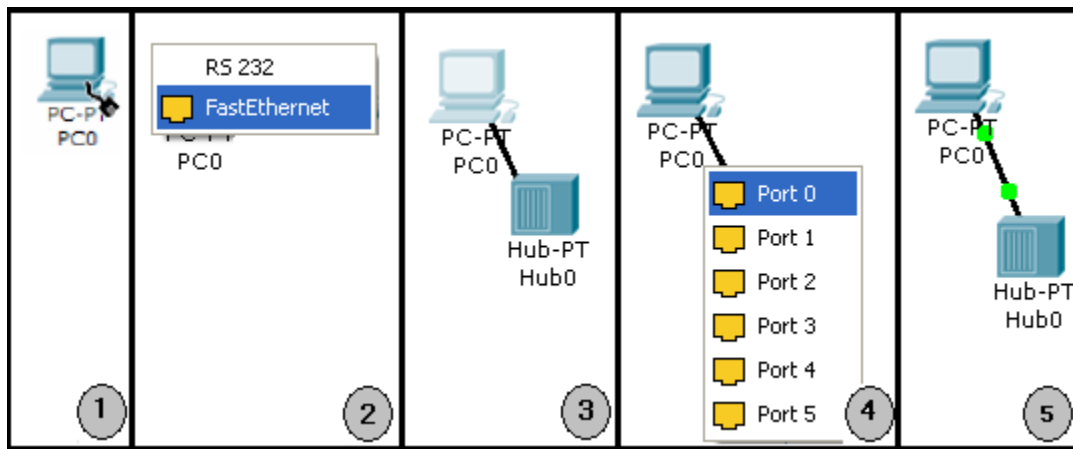 PC-PT
PC0
1
RS 232
FastEthernet
PC0
2
PC-PT
PC0
Hub-PT
Hub0
3
PC-PT
PC0
Port 0
Port 1
Port 2
Port 3
Port 4
Port 5
4
PC-PT
PC0
Hub-PT
Hub0
5